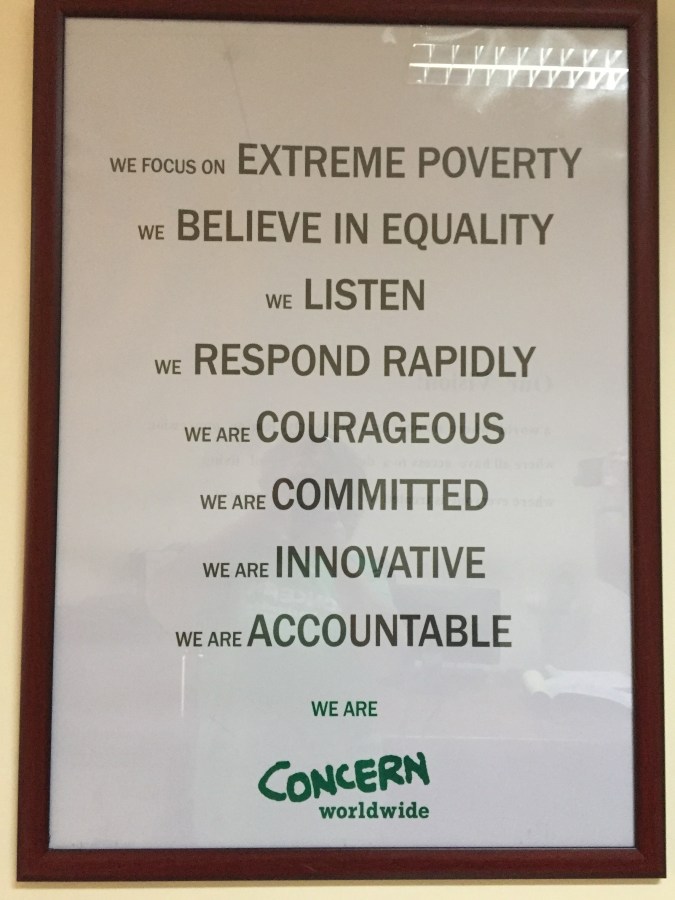 WE FOCUS ON EXTREME POVERTY
WE BELIEVE IN EQUALITY
WE LISTEN
WE RESPOND RAPIDLY
WE ARE COURAGEOUS
WE ARE COMMITTED
WE ARE INNOVATIVE
WE ARE ACCOUNTABLE
WE ARE
CONCERN
worldwide